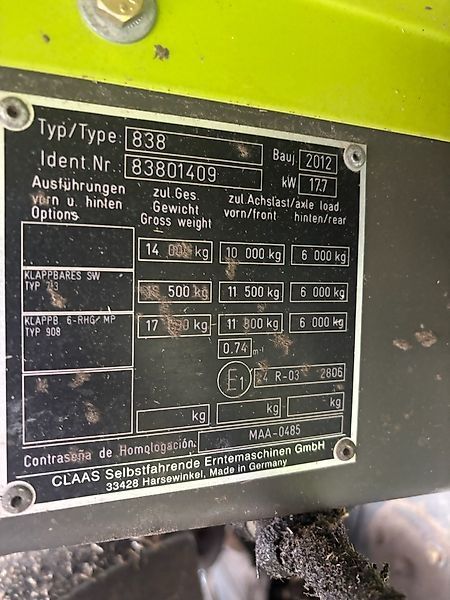 Typ/Type 838 Bauj. 2012
Ident.Nr. 83801409 kW 177
Ausführungen vorn u. hinten Options
zul.Ges. Gewicht Gross weight
zul.Achslast/axle load
vorn/front hinten/rear
14 000 kg 10 000 kg 6 000 kg
KLAPPBARES SW
TYP
500 kg 11 500 kg 6 000 kg
KLAPPB. 6-RHG/MP
TYP 908
17 kg 11 800 kg 6 000 kg
0.74 m-1
E1 R-03 2806
kg kg kg
Contraseña de Homologación MAA-0485
CLAAS Selbstfahrende Erntemaschinen GmbH
33428 Harsewinkel, Made in Germany